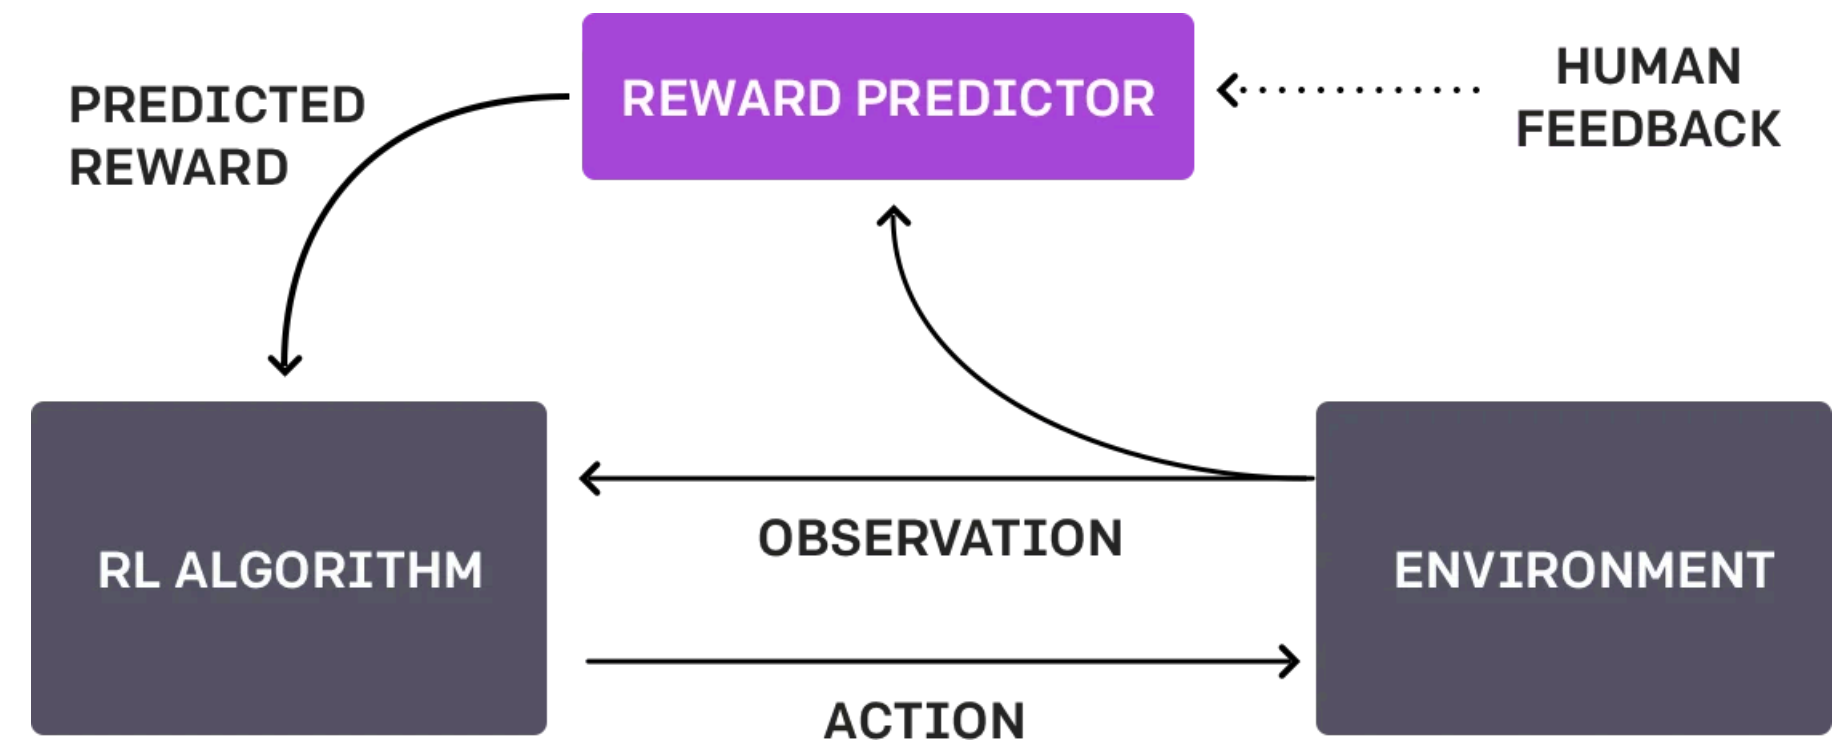 PREDICTED
REWARD
REWARD PREDICTOR
HUMAN
FEEDBACK
RL ALGORITHM
OBSERVATION
ACTION
ENVIRONMENT